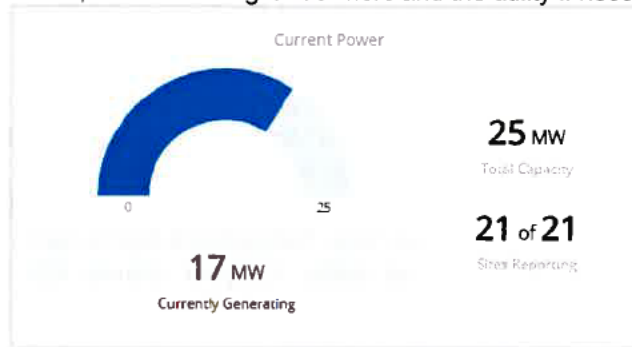 Current Power
0
25
17 MW
Currently Generating
25 MW
Total Capacity
21 of 21
Sites Reporting